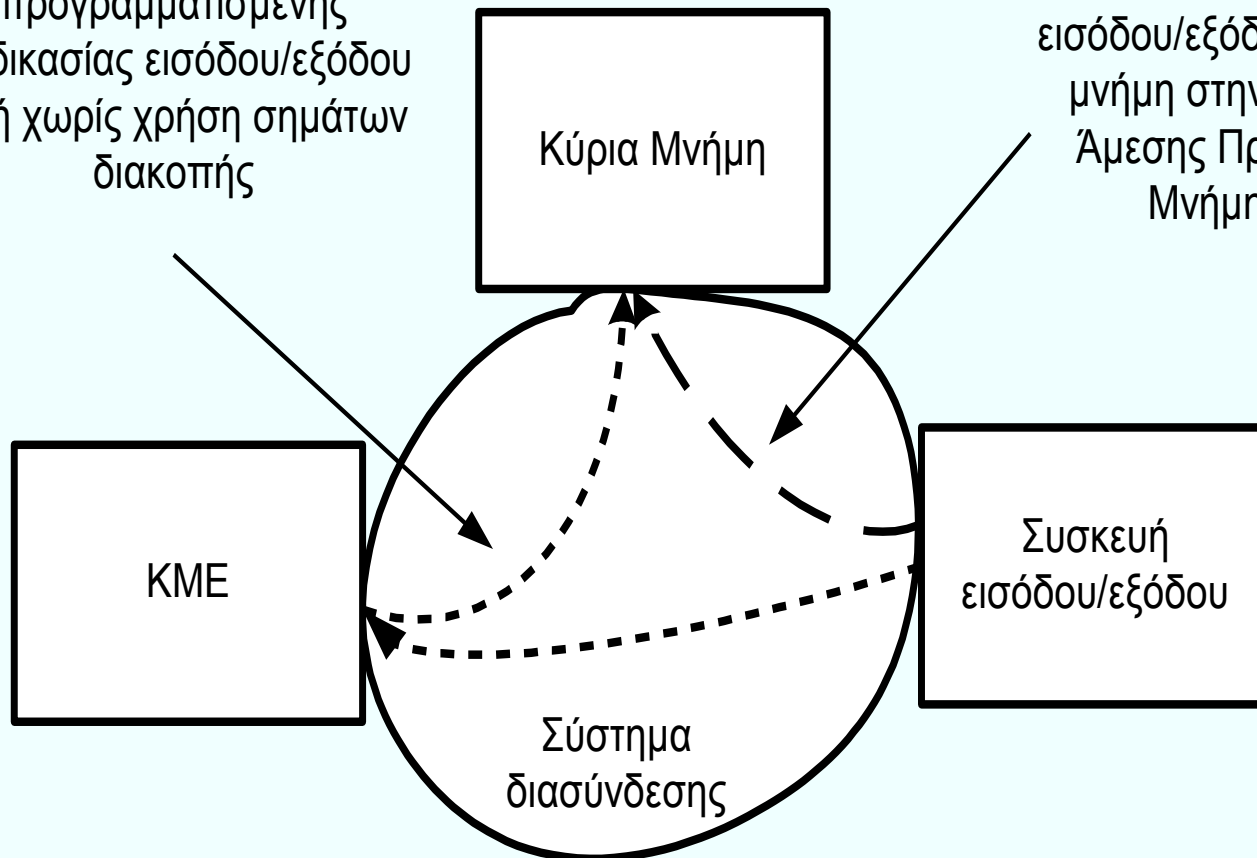 προγραμματισμένης
δικασίας εισόδου/εξόδου
ή χωρίς χρήση σημάτων
διακοπής
εισόδου/εξόδ
μνήμη στην
Άμεσης Πρ
Μνήμη
Κύρια Μνήμη
ΚΜΕ
Συσκευή
εισόδου/εξόδου
Σύστημα
διασύνδεσης